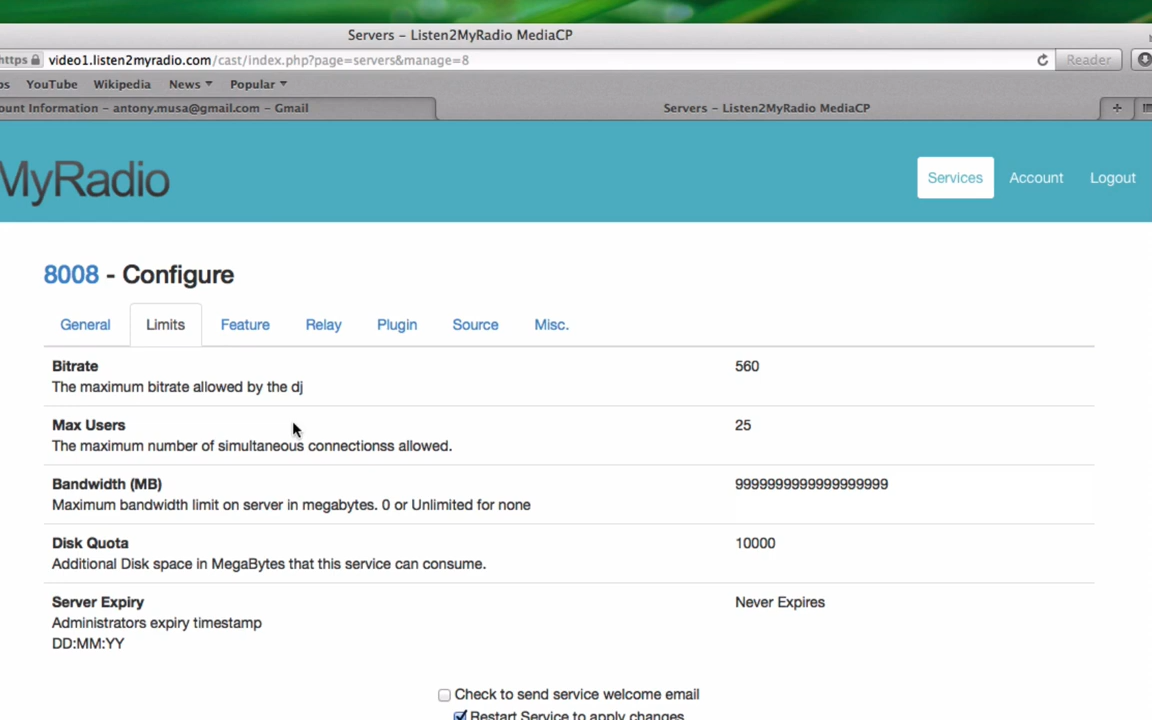 Servers – Listen2MyRadio MediaCP
https video1.listen2myradio.com/cast/index.php?page=servers&manage=8 Reader
ps YouTube Wikipedia News Popular
ount Information – antony.musa@gmail.com – Gmail Servers – Listen2MyRadio MediaCP +
MyRadio Services Account Logout
8008 - Configure
General Limits Feature Relay Plugin Source Misc.
Bitrate 560
The maximum bitrate allowed by the dj
Max Users 25
The maximum number of simultaneous connectionss allowed.
Bandwidth (MB) 9999999999999999999
Maximum bandwidth limit on server in megabytes. 0 or Unlimited for none
Disk Quota 10000
Additional Disk space in MegaBytes that this service can consume.
Server Expiry Never Expires
Administrators expiry timestamp
DD:MM:YY
Check to send service welcome email
Restart Service to apply changes